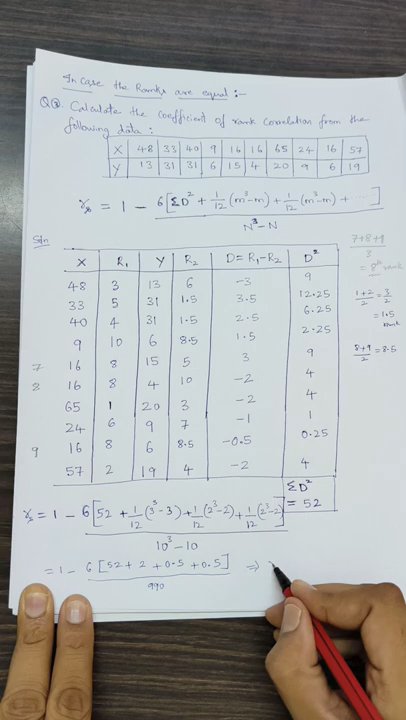 In case the Ranks are equal :-
Q③. Calculate the coefficient of rank correlation from the
following data :
X 48 33 40 9 16 16 65 24 16 57
Y 13 31 31 6 15 4 20 9 6 19
r_s = 1 - 6[ΣD² + 1/12(m³-m) + 1/12(m³-m) + ......] / N³-N
Soln
X R₁ Y R₂ D=R₁-R₂ D²
48 3 13 6 -3 9
33 5 31 1.5 3.5 12.25
40 4 31 1.5 2.5 6.25
9 10 6 8.5 1.5 2.25
7 16 8 15 5 3 9
8 16 8 4 10 -2 4
65 1 20 3 -2 4
24 6 9 7 -1 1
9 16 8 6 8.5 -0.5 0.25
57 2 19 4 -2 4
ΣD² = 52
7+8+9 / 3
= 8th rank
1+2 / 2 = 3/2
= 1.5
rank
8+9 / 2 = 8.5
r_s = 1 - 6[52 + 1/12(3³-3) + 1/12(2³-2) + 1/12(2³-2)] / 10³-10
= 1 - 6[52+2+0.5+0.5] / 990 ⇒